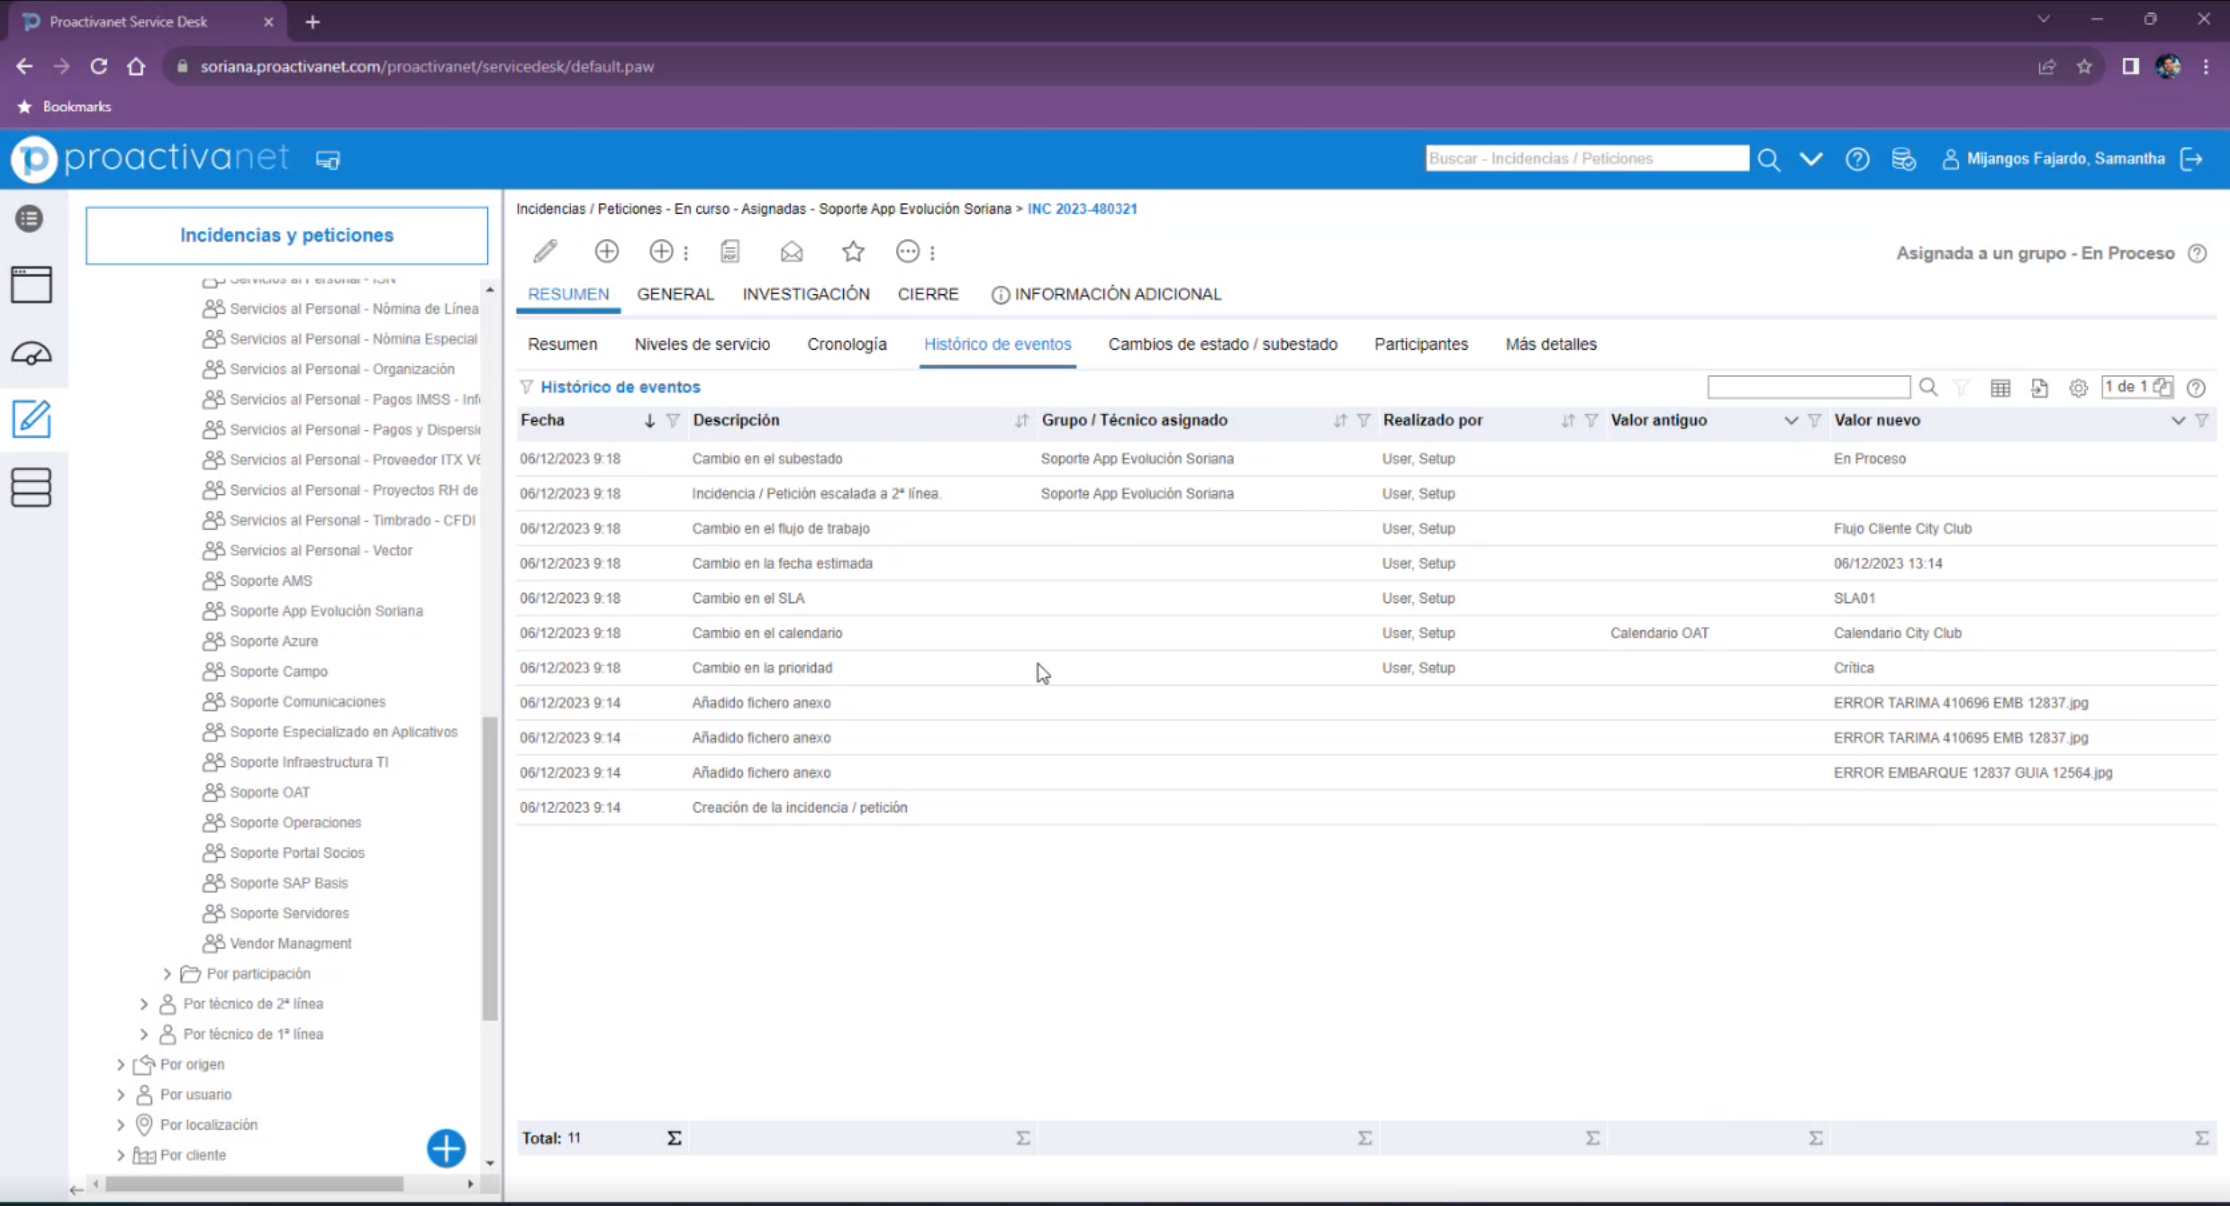 Proactivanet Service Desk
soriana.proactivanet.com/proactivanet/servicedesk/default.paw
Bookmarks
proactivanet
Buscar - Incidencias / Peticiones
Mijangos Fajardo, Samantha
Incidencias y peticiones
Servicios al Personal - ISN
Servicios al Personal - Nómina de Línea
Servicios al Personal - Nómina Especial
Servicios al Personal - Organización
Servicios al Personal - Pagos IMSS - Inf
Servicios al Personal - Pagos y Dispersi
Servicios al Personal - Proveedor ITX V6
Servicios al Personal - Proyectos RH de
Servicios al Personal - Timbrado - CFDI
Servicios al Personal - Vector
Soporte AMS
Soporte App Evolución Soriana
Soporte Azure
Soporte Campo
Soporte Comunicaciones
Soporte Especializado en Aplicativos
Soporte Infraestructura TI
Soporte OAT
Soporte Operaciones
Soporte Portal Socios
Soporte SAP Basis
Soporte Servidores
Vendor Managment
Por participación
Por técnico de 2ª línea
Por técnico de 1ª línea
Por origen
Por usuario
Por localización
Por cliente
Incidencias / Peticiones - En curso - Asignadas - Soporte App Evolución Soriana > INC 2023-480321
Asignada a un grupo - En Proceso
RESUMEN GENERAL INVESTIGACIÓN CIERRE INFORMACIÓN ADICIONAL
Resumen Niveles de servicio Cronología Histórico de eventos Cambios de estado / subestado Participantes Más detalles
Histórico de eventos 1 de 1
Fecha Descripción Grupo / Técnico asignado Realizado por Valor antiguo Valor nuevo
06/12/2023 9:18 Cambio en el subestado Soporte App Evolución Soriana User, Setup En Proceso
06/12/2023 9:18 Incidencia / Petición escalada a 2ª línea. Soporte App Evolución Soriana User, Setup
06/12/2023 9:18 Cambio en el flujo de trabajo User, Setup Flujo Cliente City Club
06/12/2023 9:18 Cambio en la fecha estimada User, Setup 06/12/2023 13:14
06/12/2023 9:18 Cambio en el SLA User, Setup SLA01
06/12/2023 9:18 Cambio en el calendario User, Setup Calendario OAT Calendario City Club
06/12/2023 9:18 Cambio en la prioridad User, Setup Crítica
06/12/2023 9:14 Añadido fichero anexo ERROR TARIMA 410696 EMB 12837.jpg
06/12/2023 9:14 Añadido fichero anexo ERROR TARIMA 410695 EMB 12837.jpg
06/12/2023 9:14 Añadido fichero anexo ERROR EMBARQUE 12837 GUIA 12564.jpg
06/12/2023 9:14 Creación de la incidencia / petición
Total: 11